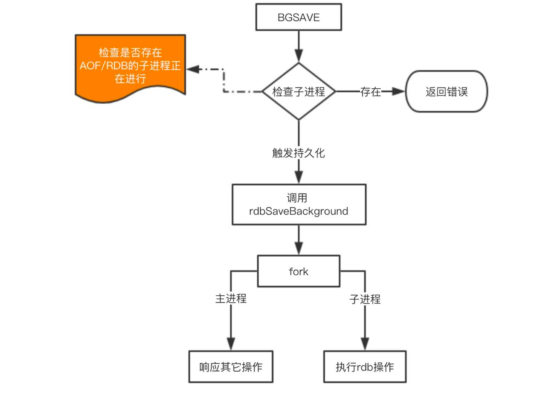 BGSAVE
检查是否存在
AOF/RDB的子进程正
在进行
检查子进程
存在
返回错误
触发持久化
调用
rdbSaveBackground
fork
主进程
子进程
响应其它操作
执行rdb操作